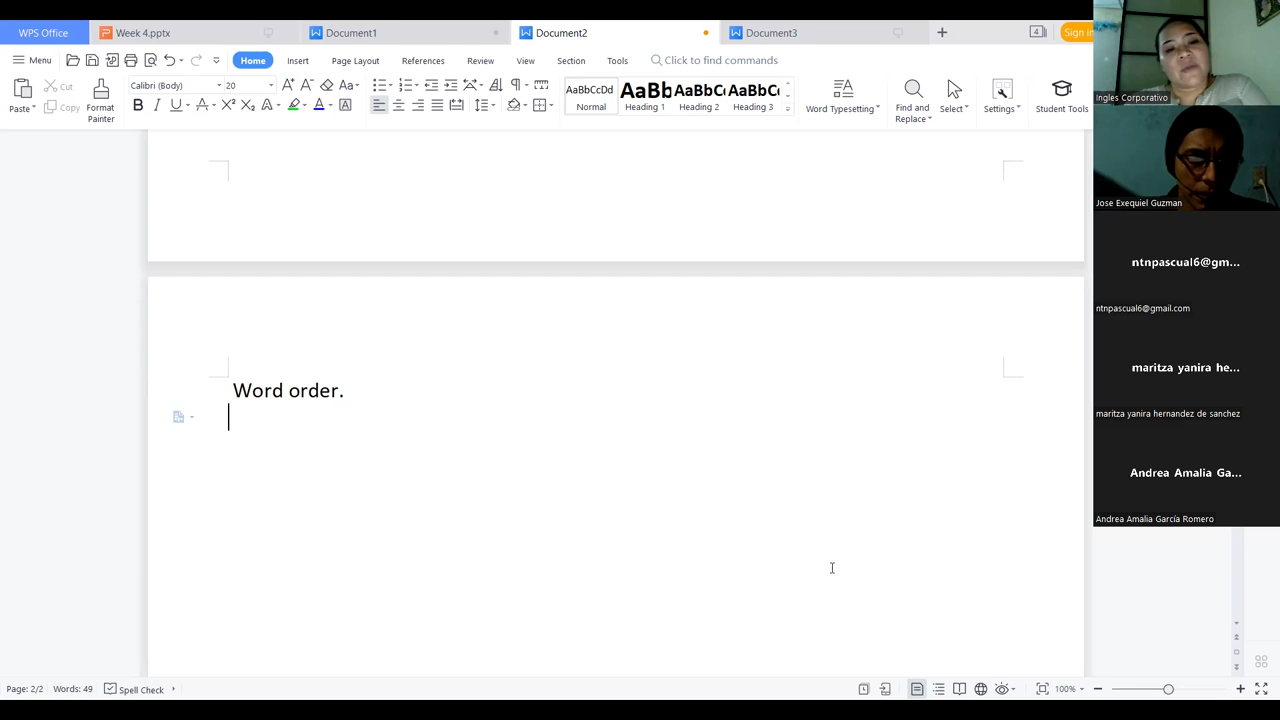 WPS Office
Week 4.pptx
Document1
Document2
Document3
4
Sign in
Menu
Home
Insert
Page Layout
References
Review
View
Section
Tools
Click to find commands
Paste
Cut
Copy
Format Painter
Calibri (Body)
20
AaBbCcDd
Normal
AaBb
Heading 1
AaBbC
Heading 2
AaBbC
Heading 3
Word Typesetting
Find and Replace
Select
Settings
Student Tools
Ingles Corporativo
Jose Exequiel Guzman
ntnpascual6@gm...
ntnpascual6@gmail.com
maritza yanira he...
maritza yanira hernandez de sanchez
Andrea Amalia Ga...
Andrea Amalia García Romero
Word order.
Page: 2/2
Words: 49
Spell Check
100%